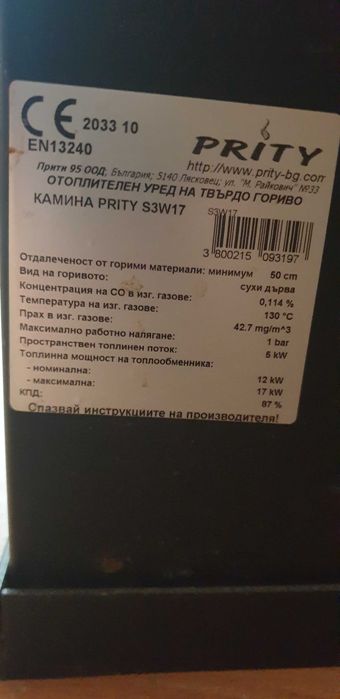 CE 2033 10
EN13240
PRITY
http://www.prity-bg.com
Прити 95 ООД, България; 5140 Лясковец; ул. "М. Райкович" №33
ОТОПЛИТЕЛЕН УРЕД НА ТВЪРДО ГОРИВО
КАМИНА PRITY S3W17
S3W17
3 800215 093197
Отдалеченост от горими материали: минимум 50 cm
Вид на горивото: сухи дърва
Концентрация на CO в изг. газове: 0,114 %
Температура на изг. газове: 130 °C
Прах в изг. газове: 42.7 mg/m^3
Максимално работно налягане: 1 bar
Пространствен топлинен поток: 5 kW
Топлинна мощност на топлообменника:
- номинална: 12 kW
- максимална: 17 kW
КПД: 87 %
Спазвай инструкциите на производителя!